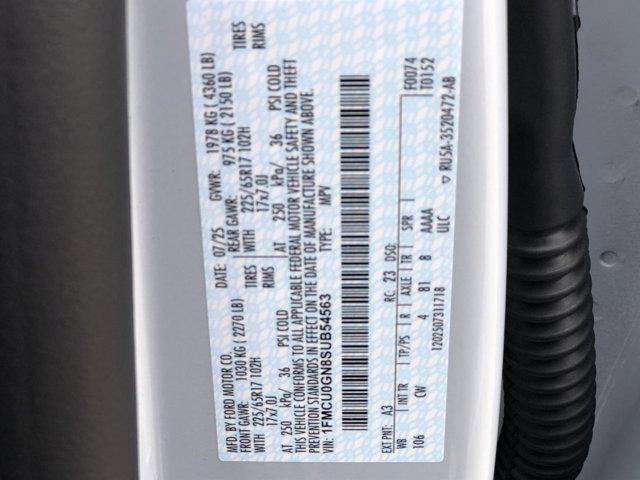 MFD. BY FORD MOTOR CO.
DATE: 07/25 GVWR: 1978 KG ( 4360 LB)
FRONT GAWR: 1030 KG ( 2270 LB) REAR GAWR: 975 KG ( 2150 LB)
WITH 225/65R17 102H TIRES WITH 225/65R17 102H TIRES
17x7.0J RIMS 17x7.0J RIMS
AT 250 kPa/ 36 PSI COLD AT 250 kPa/ 36 PSI COLD
THIS VEHICLE CONFORMS TO ALL APPLICABLE FEDERAL MOTOR VEHICLE SAFETY AND THEFT
PREVENTION STANDARDS IN EFFECT ON THE DATE OF MANUFACTURE SHOWN ABOVE.
VIN: 1FMCU0GN8SUB54563 TYPE: MPV
F0074
T0152
EXT PNT: A3 RC: 23 DSO:
WB INT TR TP/PS R AXLE TR SPR
106 CW 4 81 8 AAAA
ULC
1202507311718
RU5A-3520472-AB